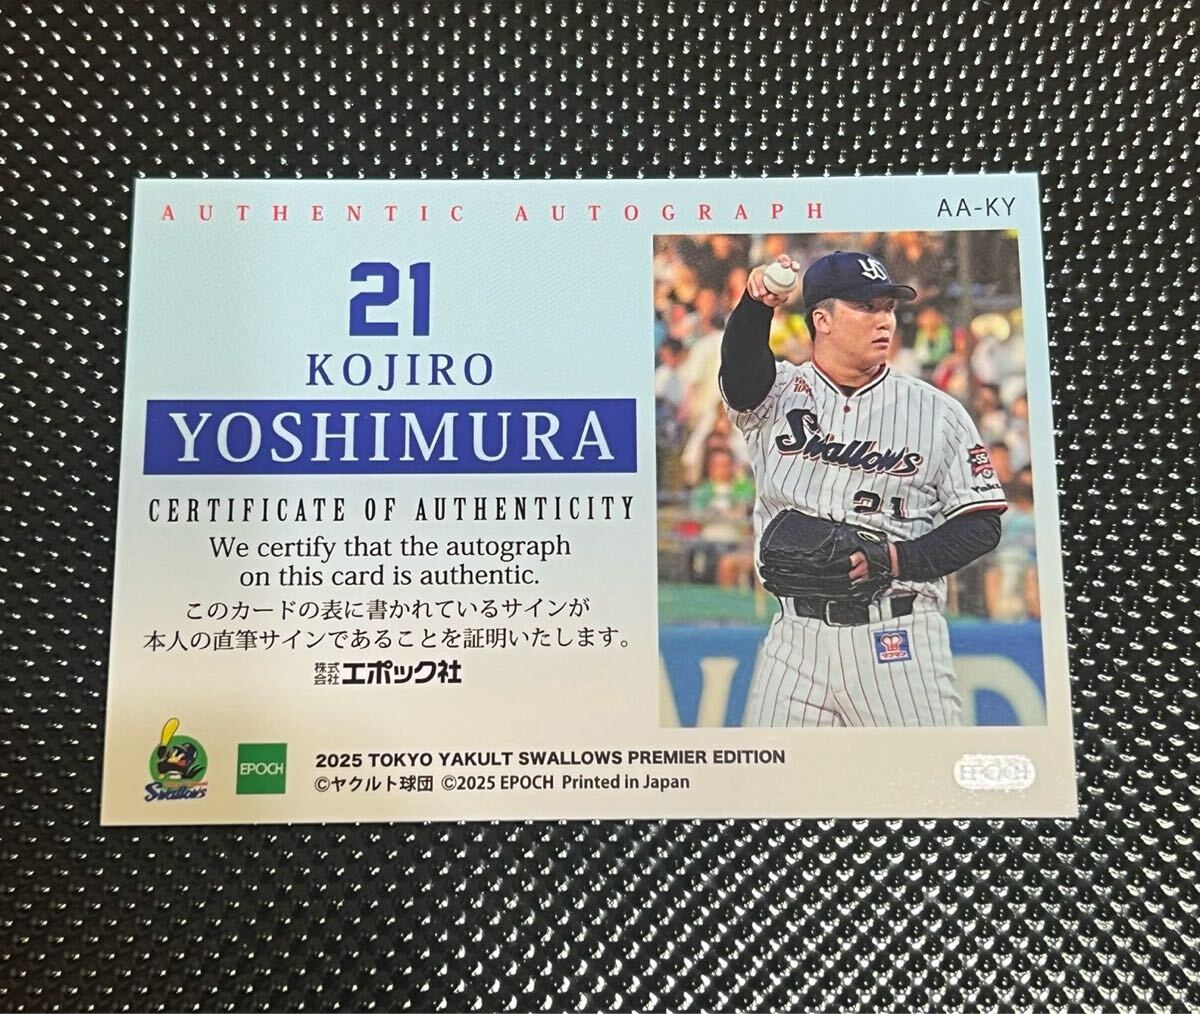 AUTHENTIC AUTOGRAPH
AA-KY
21
KOJIRO
YOSHIMURA
CERTIFICATE OF AUTHENTICITY
We certify that the autograph
on this card is authentic.
このカードの表に書かれているサインが
本人の直筆サインであることを証明いたします。
株式会社エポック社
YS
Swallows
21
Swallows
EPOCH
2025 TOKYO YAKULT SWALLOWS PREMIER EDITION
©ヤクルト球団 ©2025 EPOCH Printed in Japan
EPOCH